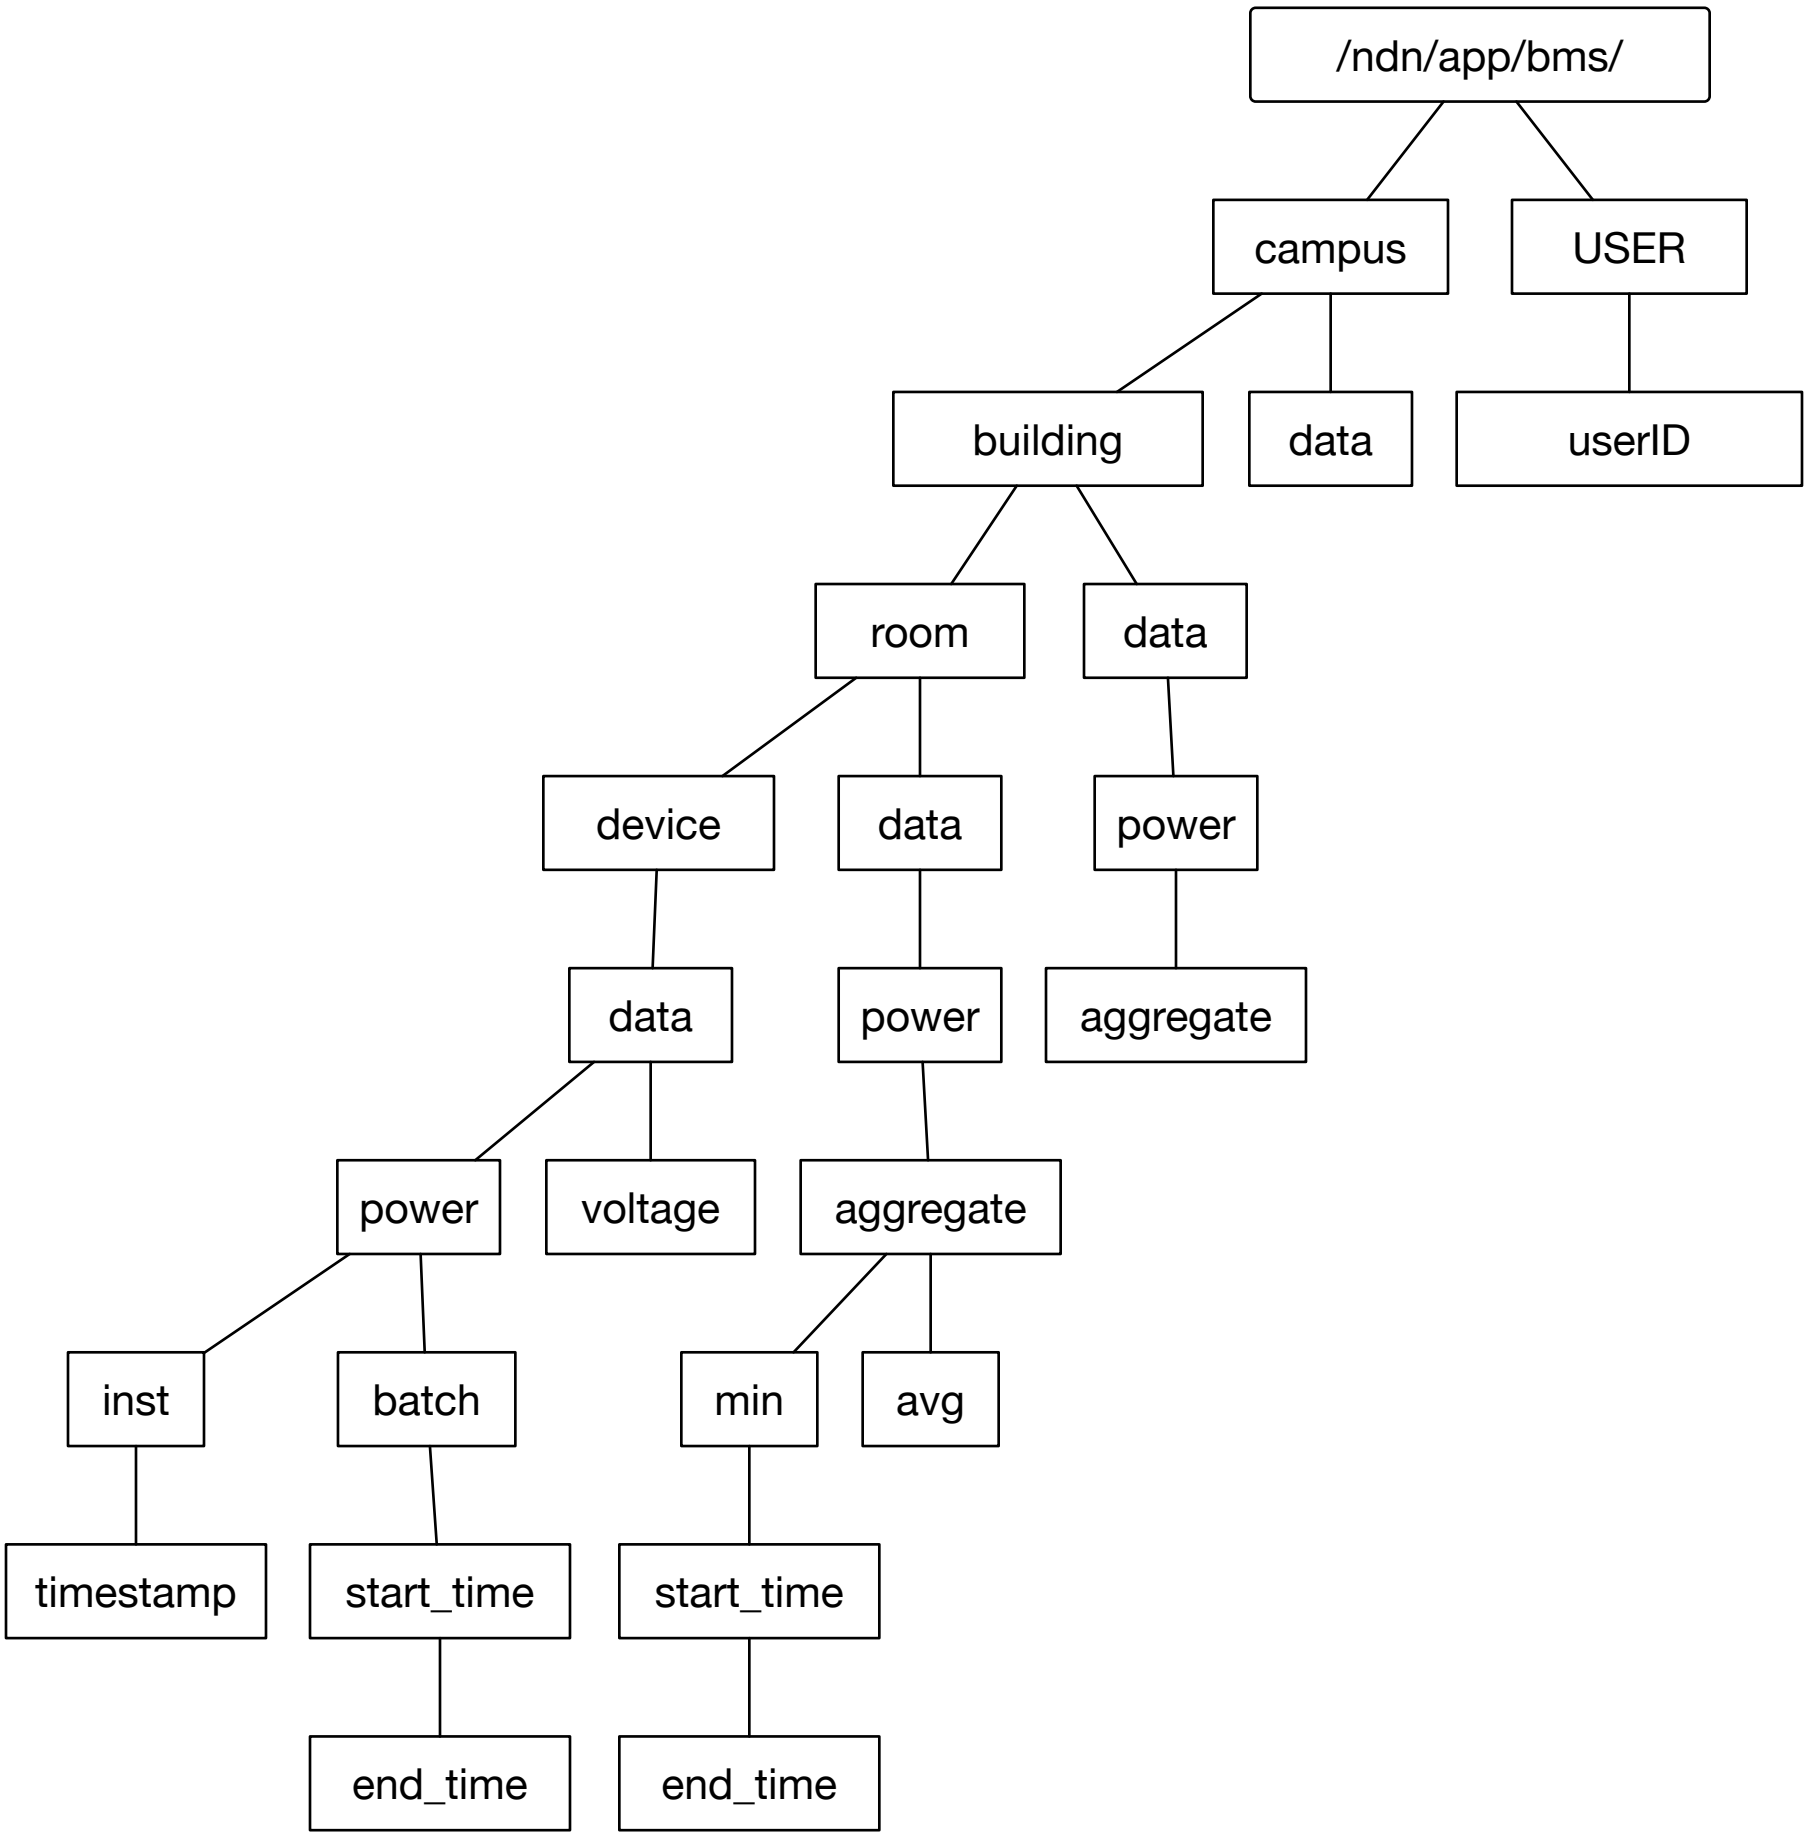 /ndn/app/bms/
campus
USER
building
data
userID
room
data
device
data
power
data
power
aggregate
power
voltage
aggregate
inst
batch
min
avg
timestamp
start_time
start_time
end_time
end_time